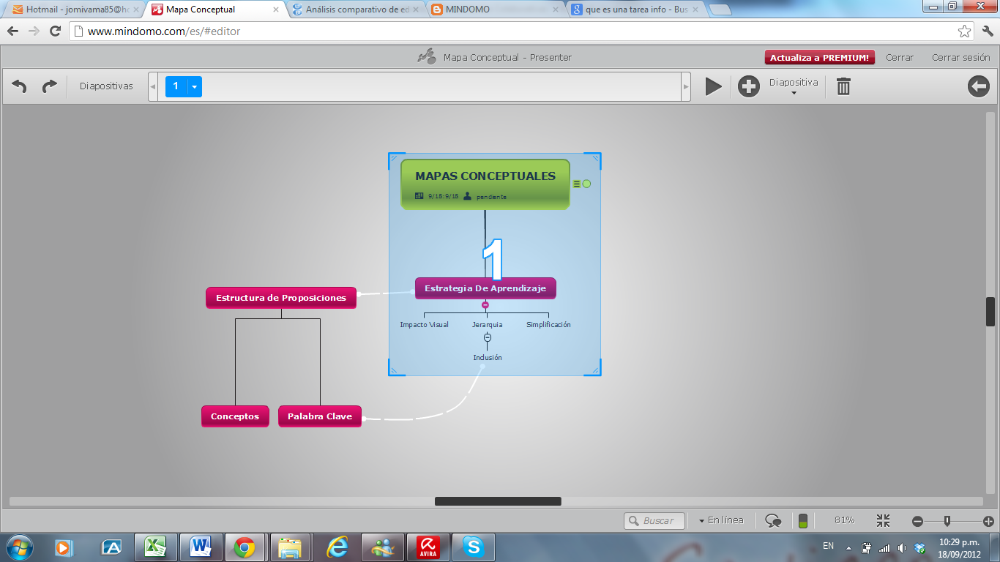 Hotmail - jomivama85@ho
Mapa Conceptual
Análisis comparativo de ed
MINDOMO
que es una tarea info - Bus
www.mindomo.com/es/#editor
Mapa Conceptual - Presenter
Actualiza a PREMIUM!
Cerrar
Cerrar sesión
Diapositivas
1
Diapositiva
MAPAS CONCEPTUALES
9/18:9/18
pendiente
1
Estrategia De Aprendizaje
Estructura de Proposiciones
Impacto Visual
Jerarquia
Simplificación
Inclusión
Conceptos
Palabra Clave
Buscar
En línea
81%
AVIRA
EN
10:29 p.m.
18/09/2012